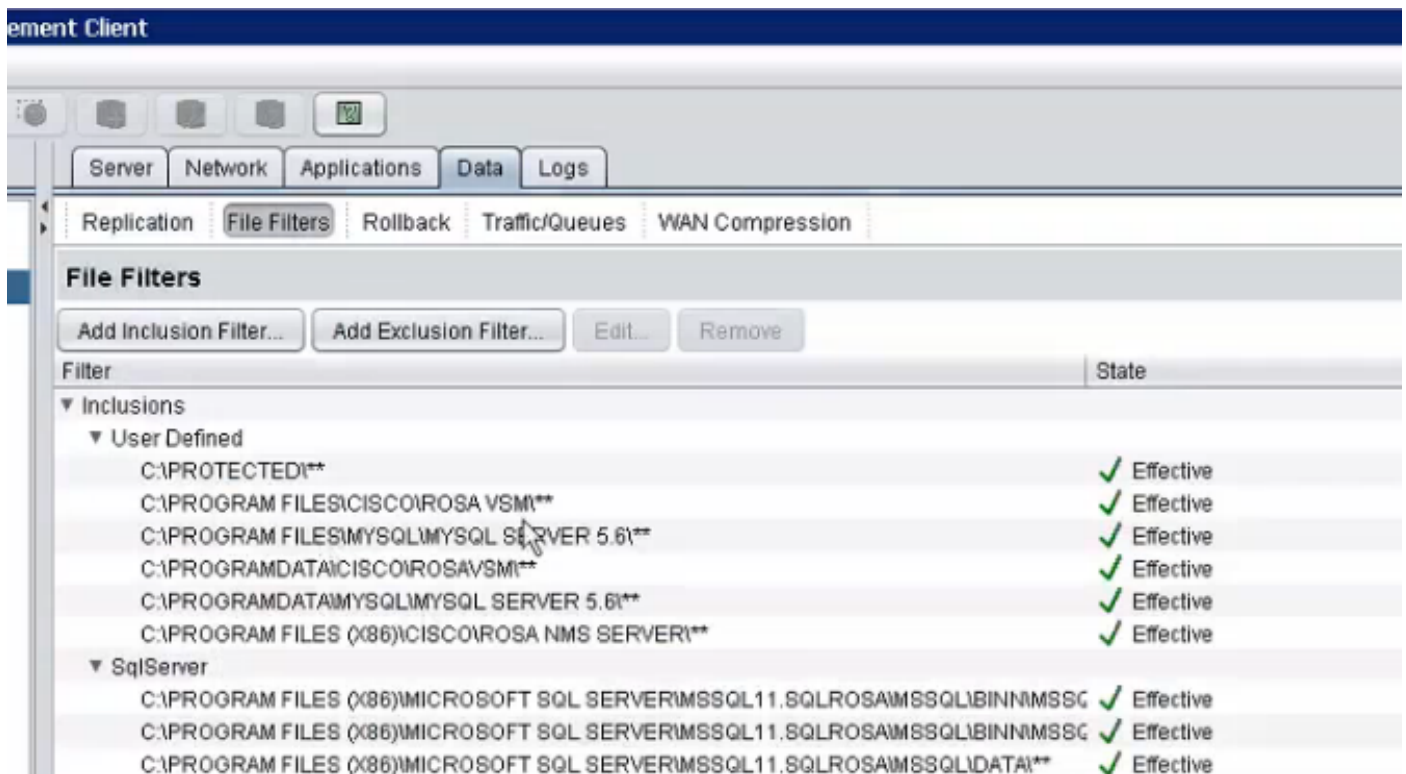 ement Client
Server Network Applications Data Logs
Replication File Filters Rollback Traffic/Queues WAN Compression
File Filters
Add Inclusion Filter... Add Exclusion Filter... Edit... Remove
Filter State
Inclusions
User Defined
C:\PROTECTED\** Effective
C:\PROGRAM FILES\CISCO\ROSA VSM\** Effective
C:\PROGRAM FILES\MYSQL\MYSQL SERVER 5.6\** Effective
C:\PROGRAMDATA\CISCO\ROSAVSM\** Effective
C:\PROGRAMDATA\MYSQL\MYSQL SERVER 5.6\** Effective
C:\PROGRAM FILES (X86)\CISCO\ROSA NMS SERVER\** Effective
SqlServer
C:\PROGRAM FILES (X86)\MICROSOFT SQL SERVER\MSSQL11.SQLROSA\MSSQL\BINN\MSSQ Effective
C:\PROGRAM FILES (X86)\MICROSOFT SQL SERVER\MSSQL11.SQLROSA\MSSQL\BINN\MSSQ Effective
C:\PROGRAM FILES (X86)\MICROSOFT SQL SERVER\MSSQL11.SQLROSA\MSSQL\DATA\** Effective